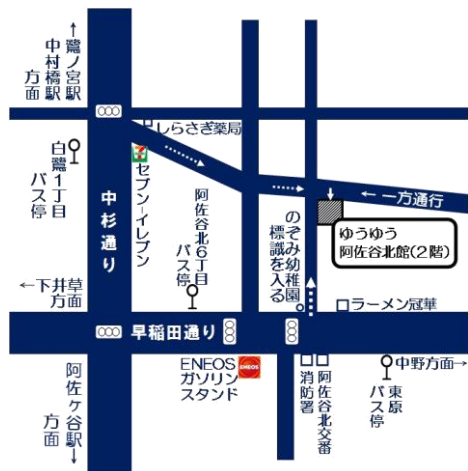 ↑鷺ノ宮駅
中村橋駅
方面
しらさぎ薬局
白鷺1丁目
バス停
中杉通り
セブン-イレブン
阿佐谷北6丁目
バス停
のぞみ幼稚園
標識を入る
←一方通行
ゆうゆう
阿佐谷北館(2階)
←下井草
方面
ラーメン冠華
早稲田通り
ENEOS
ガソリン
スタンド
ENEOS
消防署
阿佐谷北交番
東原
バス停
中野方面→
阿佐ヶ谷駅↓
方面